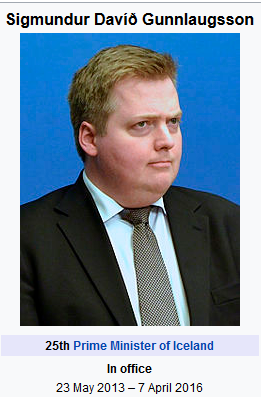 Sigmundur Davíð Gunnlaugsson
25th Prime Minister of Iceland
In office
23 May 2013 – 7 April 2016